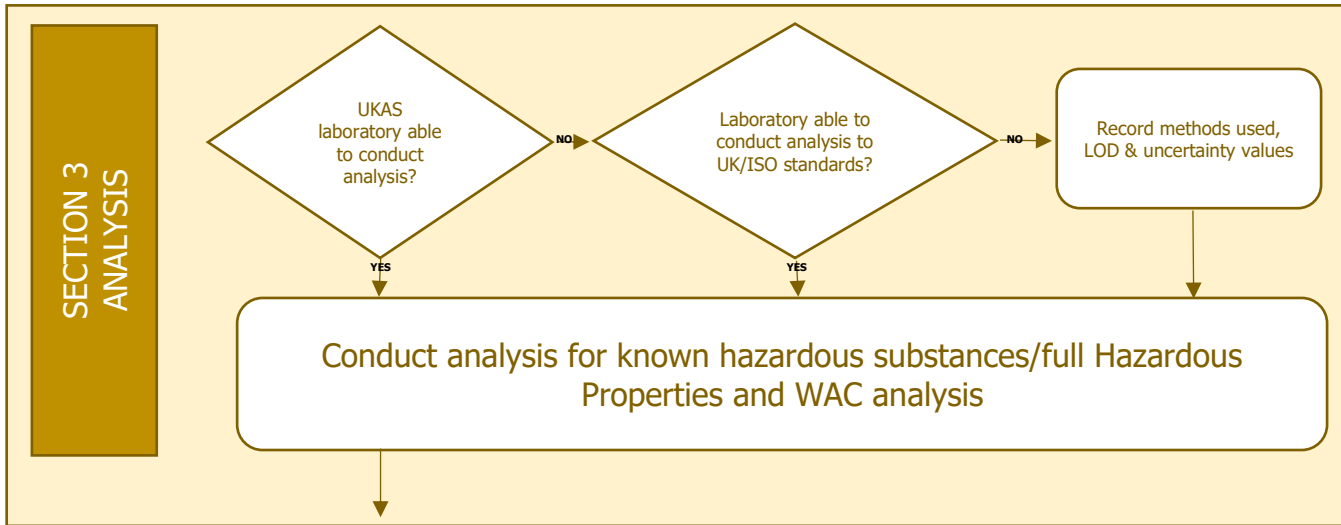 SECTION 3
ANALYSIS
UKAS
laboratory able
to conduct
analysis?
NO
Laboratory able to
conduct analysis to
UK/ISO standards?
NO
Record methods used,
LOD & uncertainty values
YES
YES
Conduct analysis for known hazardous substances/full Hazardous
Properties and WAC analysis